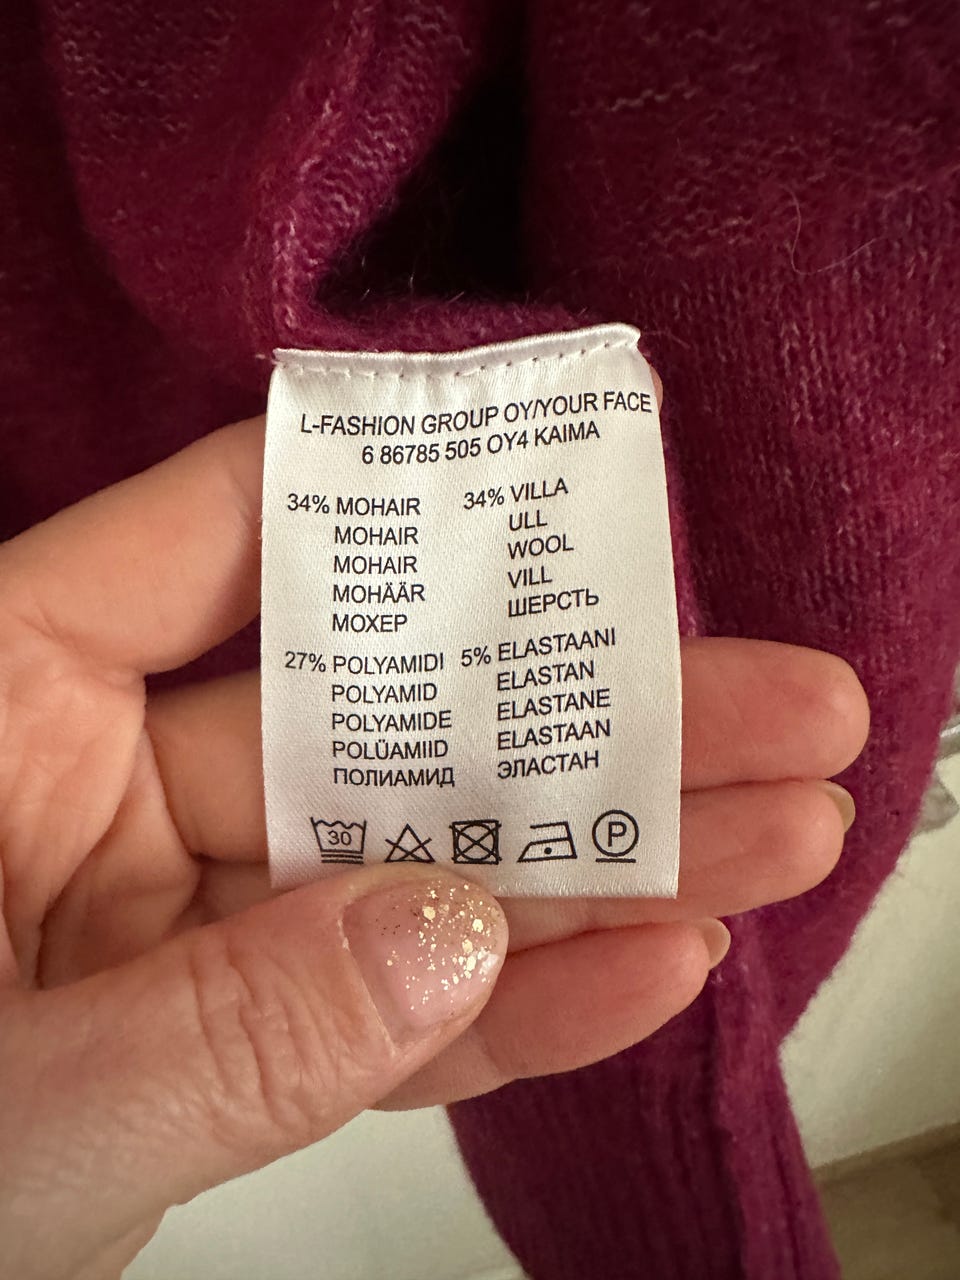 L-FASHION GROUP OY/YOUR FACE
6 86785 505 OY4 KAIMA
34% MOHAIR
MOHAIR
MOHAIR
MOHÄÄR
МОХЕР
34% VILLA
ULL
WOOL
VILL
ШЕРСТЬ
27% POLYAMIDI
POLYAMID
POLYAMIDE
POLÜAMIID
ПОЛИАМИД
5% ELASTAANI
ELASTAN
ELASTANE
ELASTAAN
ЭЛАСТАН
30
P